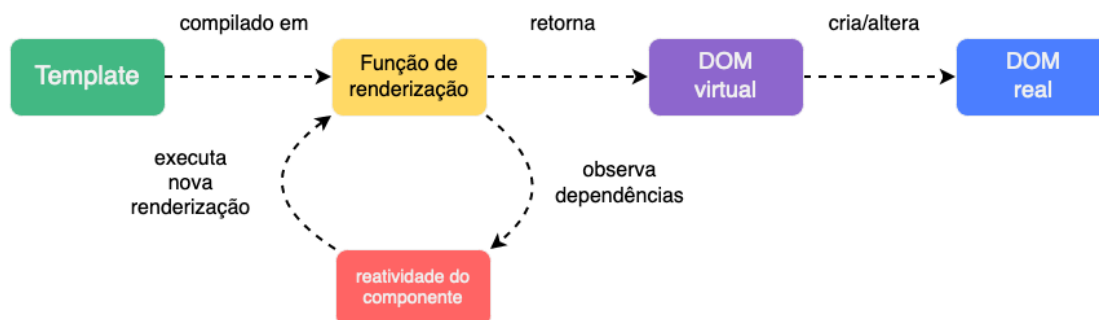 compilado em
retorna
cria/altera
Template
Função de
renderização
DOM
virtual
DOM
real
executa
nova
renderização
observa
dependências
reatividade do
componente